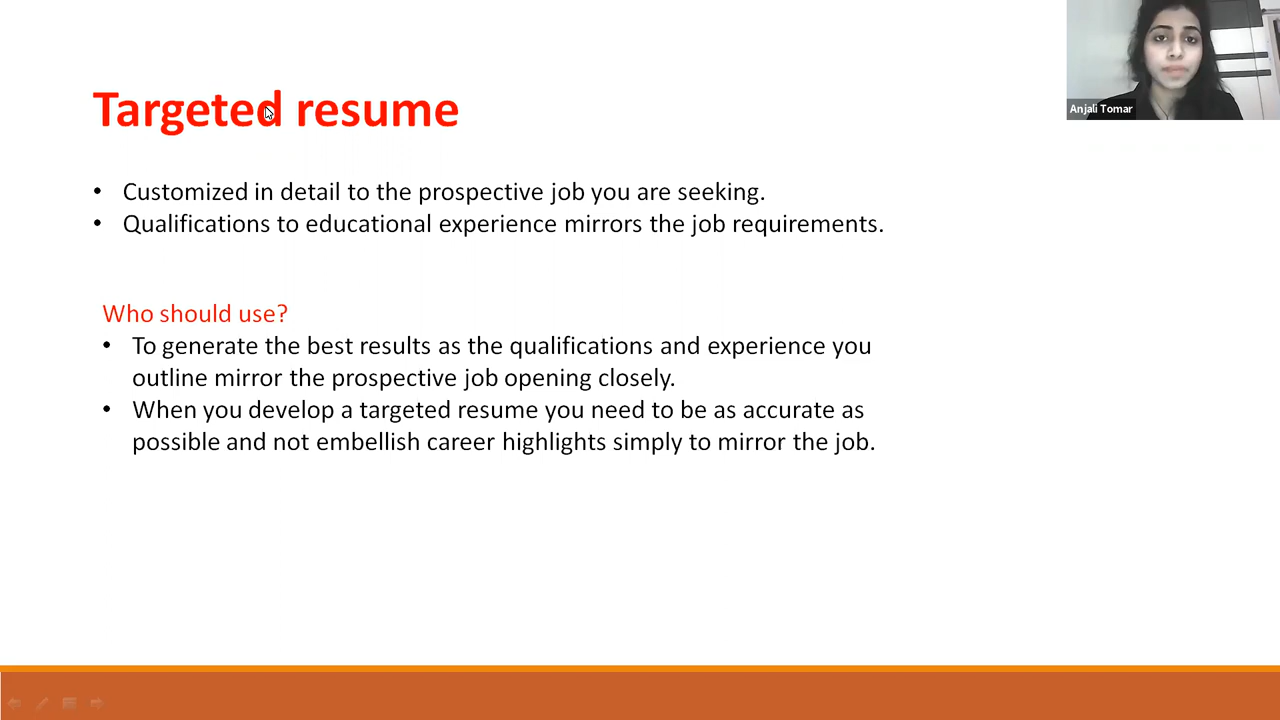 Targeted resume
Anjali Tomar
• Customized in detail to the prospective job you are seeking.
• Qualifications to educational experience mirrors the job requirements.
Who should use?
• To generate the best results as the qualifications and experience you
outline mirror the prospective job opening closely.
• When you develop a targeted resume you need to be as accurate as
possible and not embellish career highlights simply to mirror the job.